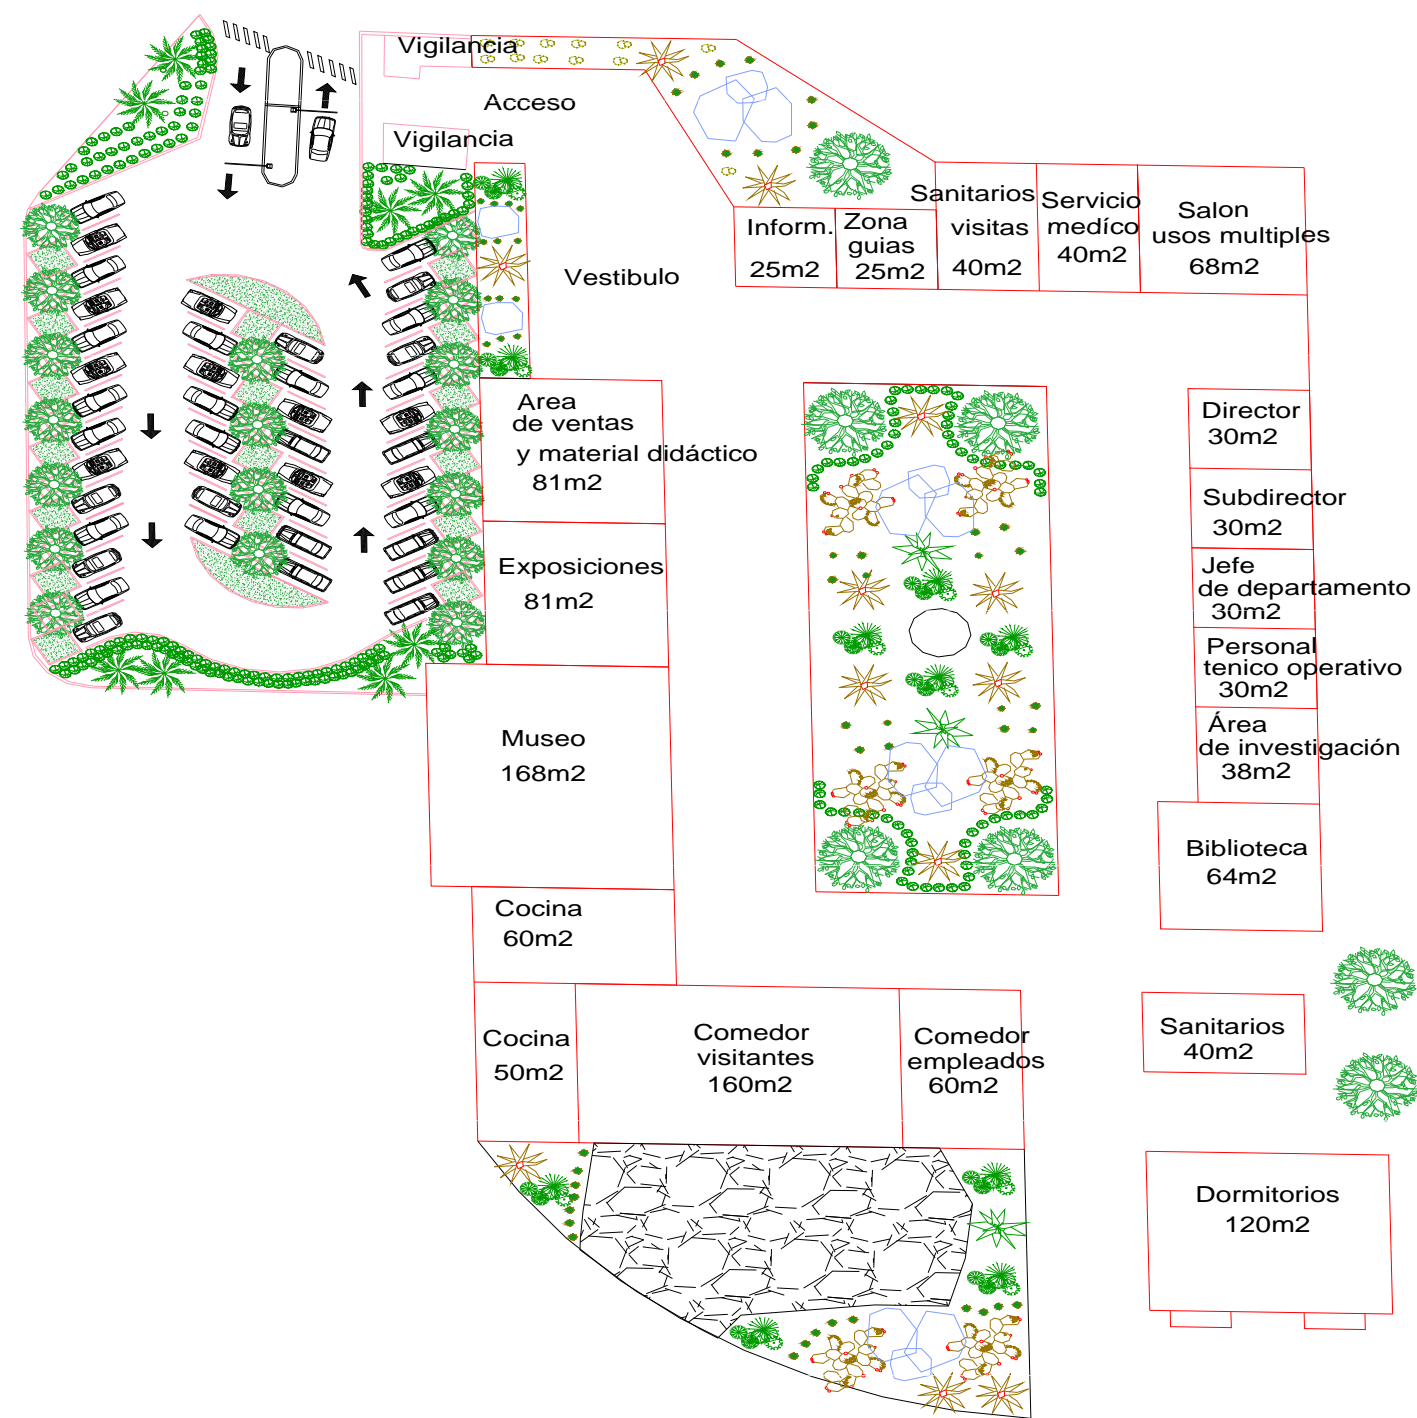 Vigilancia
Acceso
Vigilancia
Vestibulo
Inform.
25m2
Zona
guias
25m2
Sanitarios
visitas
40m2
Servicio
medíco
40m2
Salon
usos multiples
68m2
Area
de ventas
y material didáctico
81m2
Exposiciones
81m2
Museo
168m2
Cocina
60m2
Cocina
50m2
Comedor
visitantes
160m2
Comedor
empleados
60m2
Director
30m2
Subdirector
30m2
Jefe
de departamento
30m2
Personal
tenico operativo
30m2
Área
de investigación
38m2
Biblioteca
64m2
Sanitarios
40m2
Dormitorios
120m2